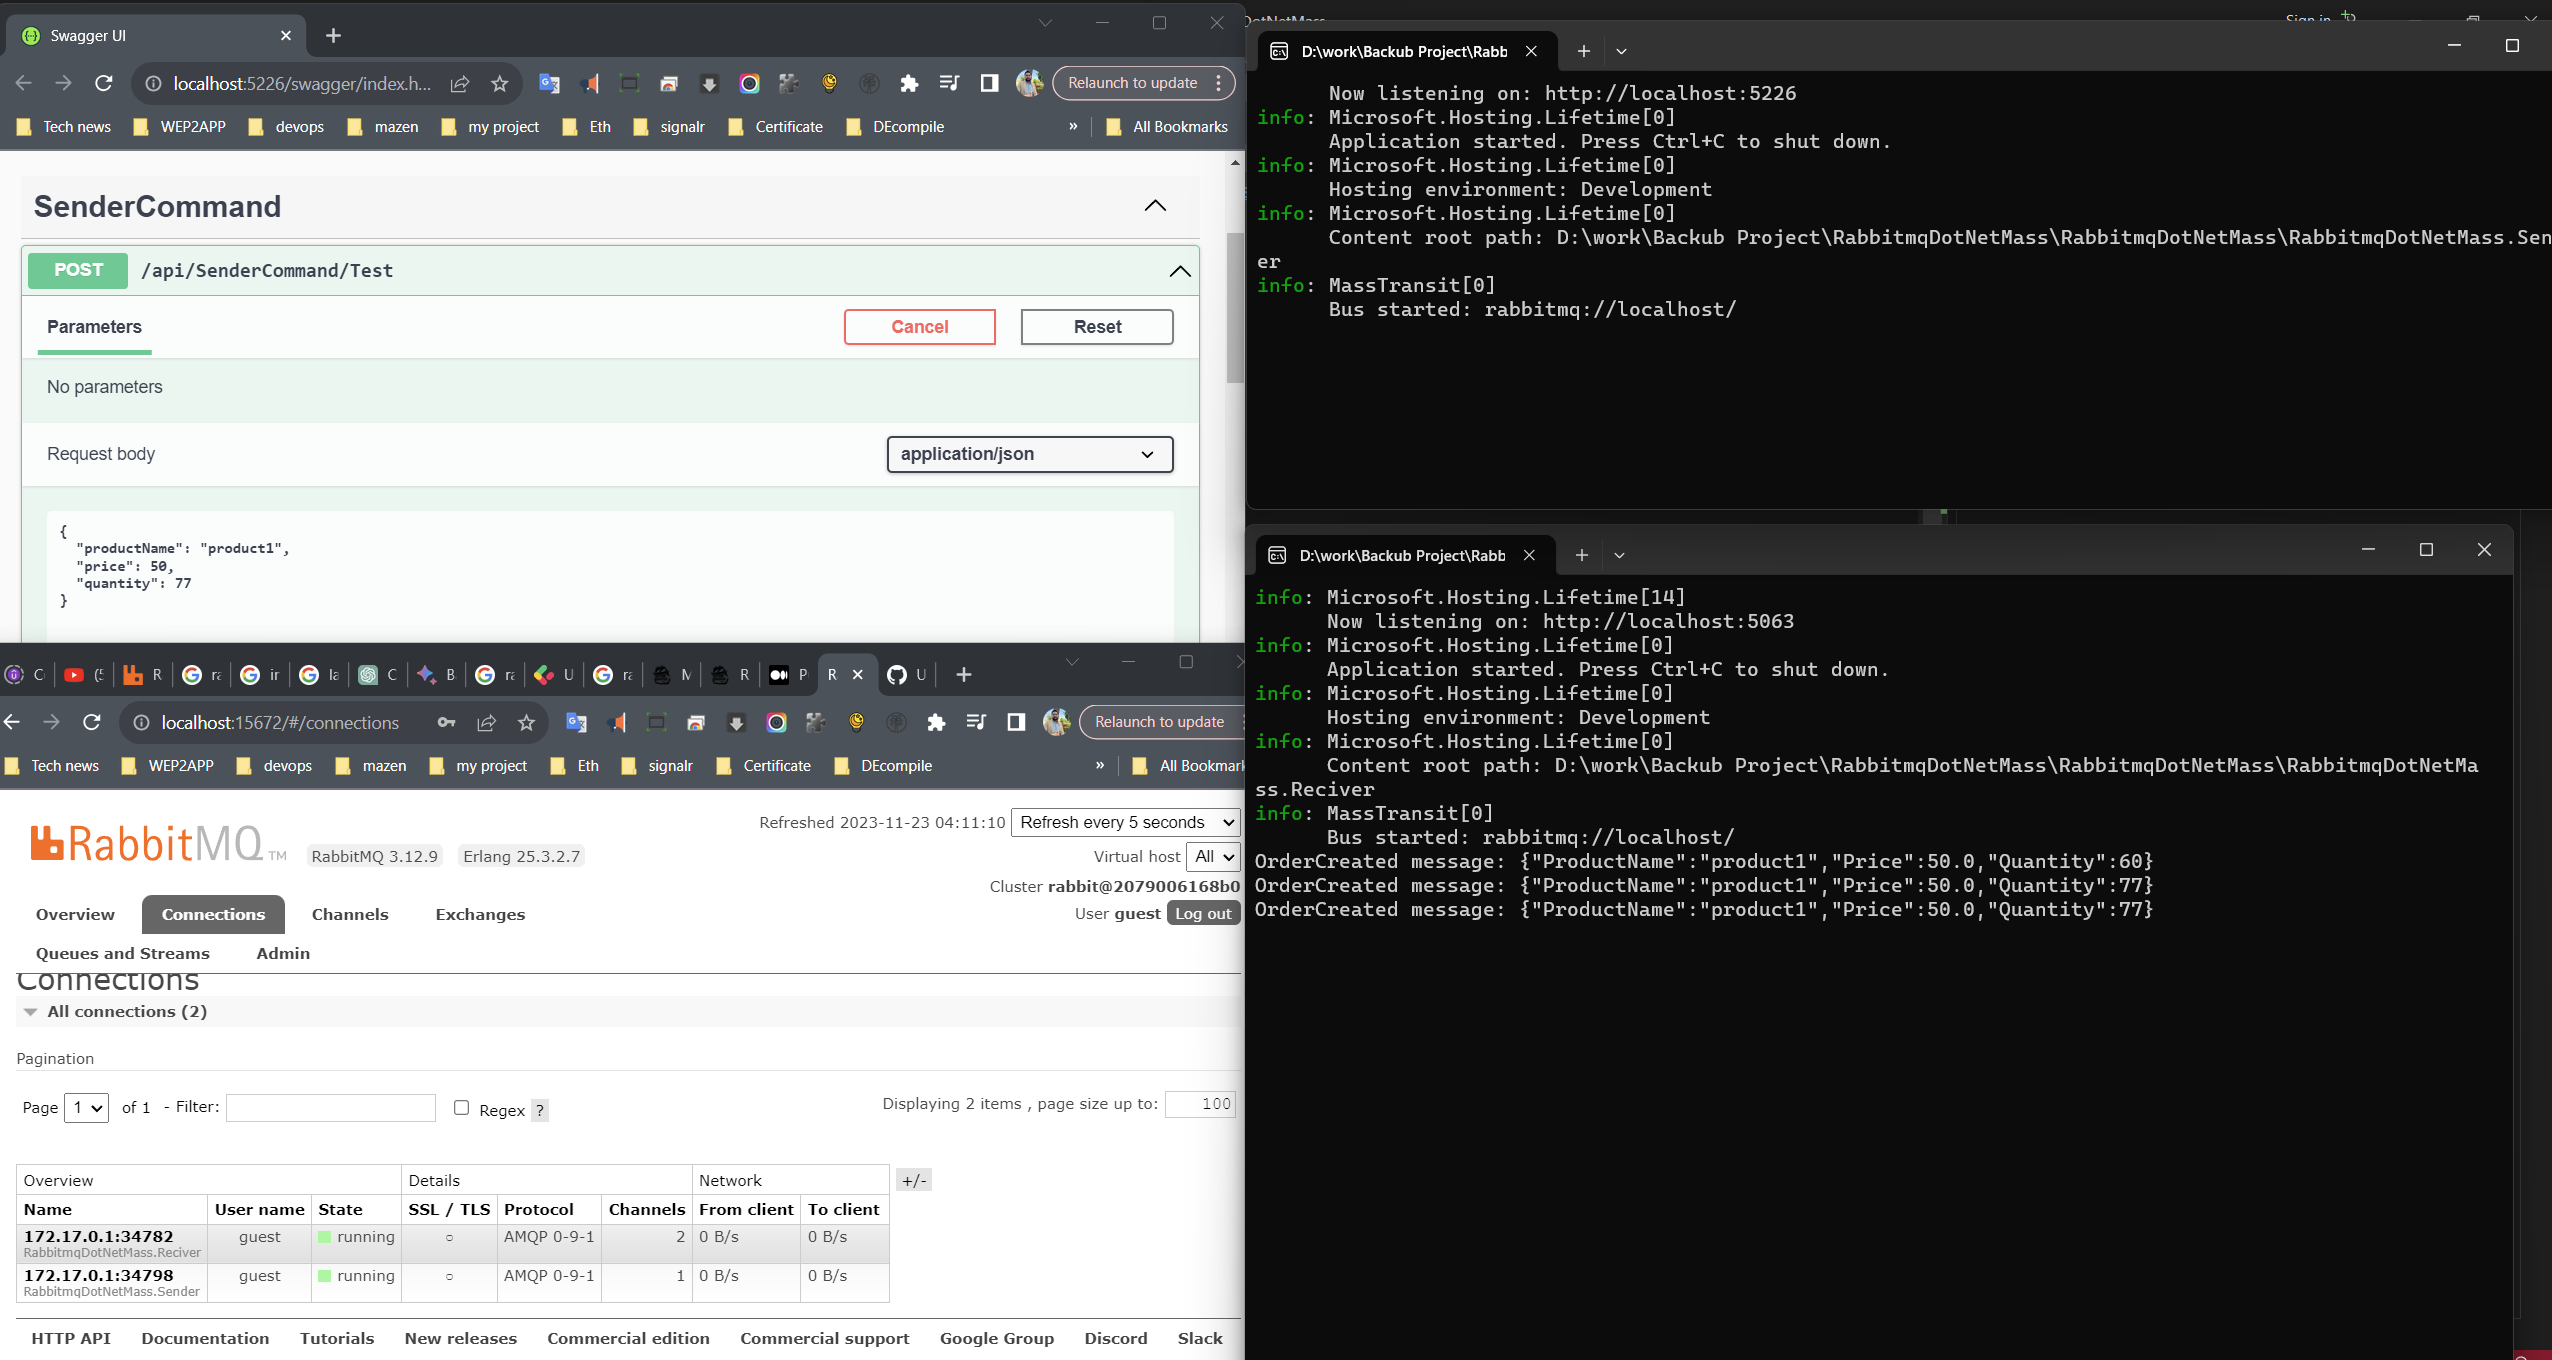 Swagger UI
localhost:5226/swagger/index.h...
Relaunch to update
Tech news WEP2APP devops mazen my project Eth signalr Certificate DEcompile » All Bookmarks
SenderCommand
POST /api/SenderCommand/Test
Parameters Cancel Reset
No parameters
Request body application/json
{
"productName": "product1",
"price": 50,
"quantity": 77
}
C (5 R ra ir la C B ra U ra M R P R U
localhost:15672/#/connections
Relaunch to update
Tech news WEP2APP devops mazen my project Eth signalr Certificate DEcompile » All Bookmark
RabbitMQ TM RabbitMQ 3.12.9 Erlang 25.3.2.7
Refreshed 2023-11-23 04:11:10 Refresh every 5 seconds
Virtual host All
Cluster rabbit@2079006168b0
User guest Log out
Overview Connections Channels Exchanges
Queues and Streams Admin
Connections
All connections (2)
Pagination
Page 1 of 1 - Filter: Regex ? Displaying 2 items , page size up to: 100
Overview Details Network +/-
Name User name State SSL / TLS Protocol Channels From client To client
172.17.0.1:34782 guest running ○ AMQP 0-9-1 2 0 B/s 0 B/s
RabbitmqDotNetMass.Reciver
172.17.0.1:34798 guest running ○ AMQP 0-9-1 1 0 B/s 0 B/s
RabbitmqDotNetMass.Sender
HTTP API Documentation Tutorials New releases Commercial edition Commercial support Google Group Discord Slack
DotNetMass Sign in
D:\work\Backub Project\Rabb
Now listening on: http://localhost:5226
info: Microsoft.Hosting.Lifetime[0]
Application started. Press Ctrl+C to shut down.
info: Microsoft.Hosting.Lifetime[0]
Hosting environment: Development
info: Microsoft.Hosting.Lifetime[0]
Content root path: D:\work\Backub Project\RabbitmqDotNetMass\RabbitmqDotNetMass\RabbitmqDotNetMass.Sen
er
info: MassTransit[0]
Bus started: rabbitmq://localhost/
D:\work\Backub Project\Rabb
info: Microsoft.Hosting.Lifetime[14]
Now listening on: http://localhost:5063
info: Microsoft.Hosting.Lifetime[0]
Application started. Press Ctrl+C to shut down.
info: Microsoft.Hosting.Lifetime[0]
Hosting environment: Development
info: Microsoft.Hosting.Lifetime[0]
Content root path: D:\work\Backub Project\RabbitmqDotNetMass\RabbitmqDotNetMass\RabbitmqDotNetMa
ss.Reciver
info: MassTransit[0]
Bus started: rabbitmq://localhost/
OrderCreated message: {"ProductName":"product1","Price":50.0,"Quantity":60}
OrderCreated message: {"ProductName":"product1","Price":50.0,"Quantity":77}
OrderCreated message: {"ProductName":"product1","Price":50.0,"Quantity":77}